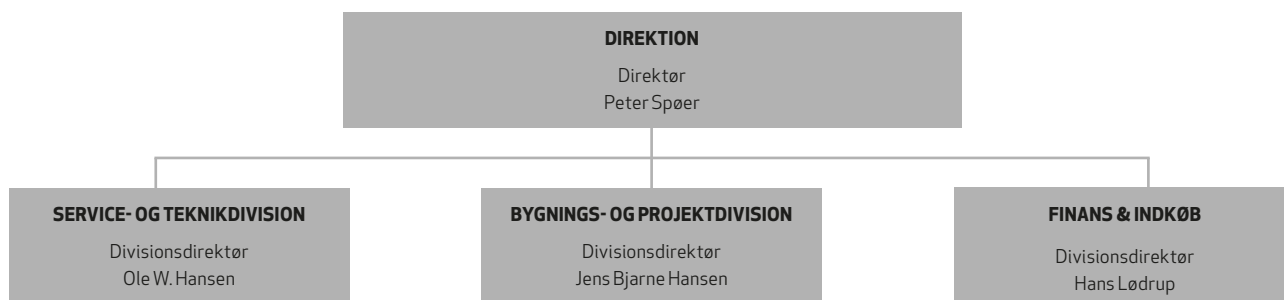 DIREKTION
Direktør
Peter Spøer
SERVICE- OG TEKNIKDIVISION
Divisionsdirektør
Ole W. Hansen
BYGNINGS- OG PROJEKTDIVISION
Divisionsdirektør
Jens Bjarne Hansen
FINANS & INDKØB
Divisionsdirektør
Hans Lødrup